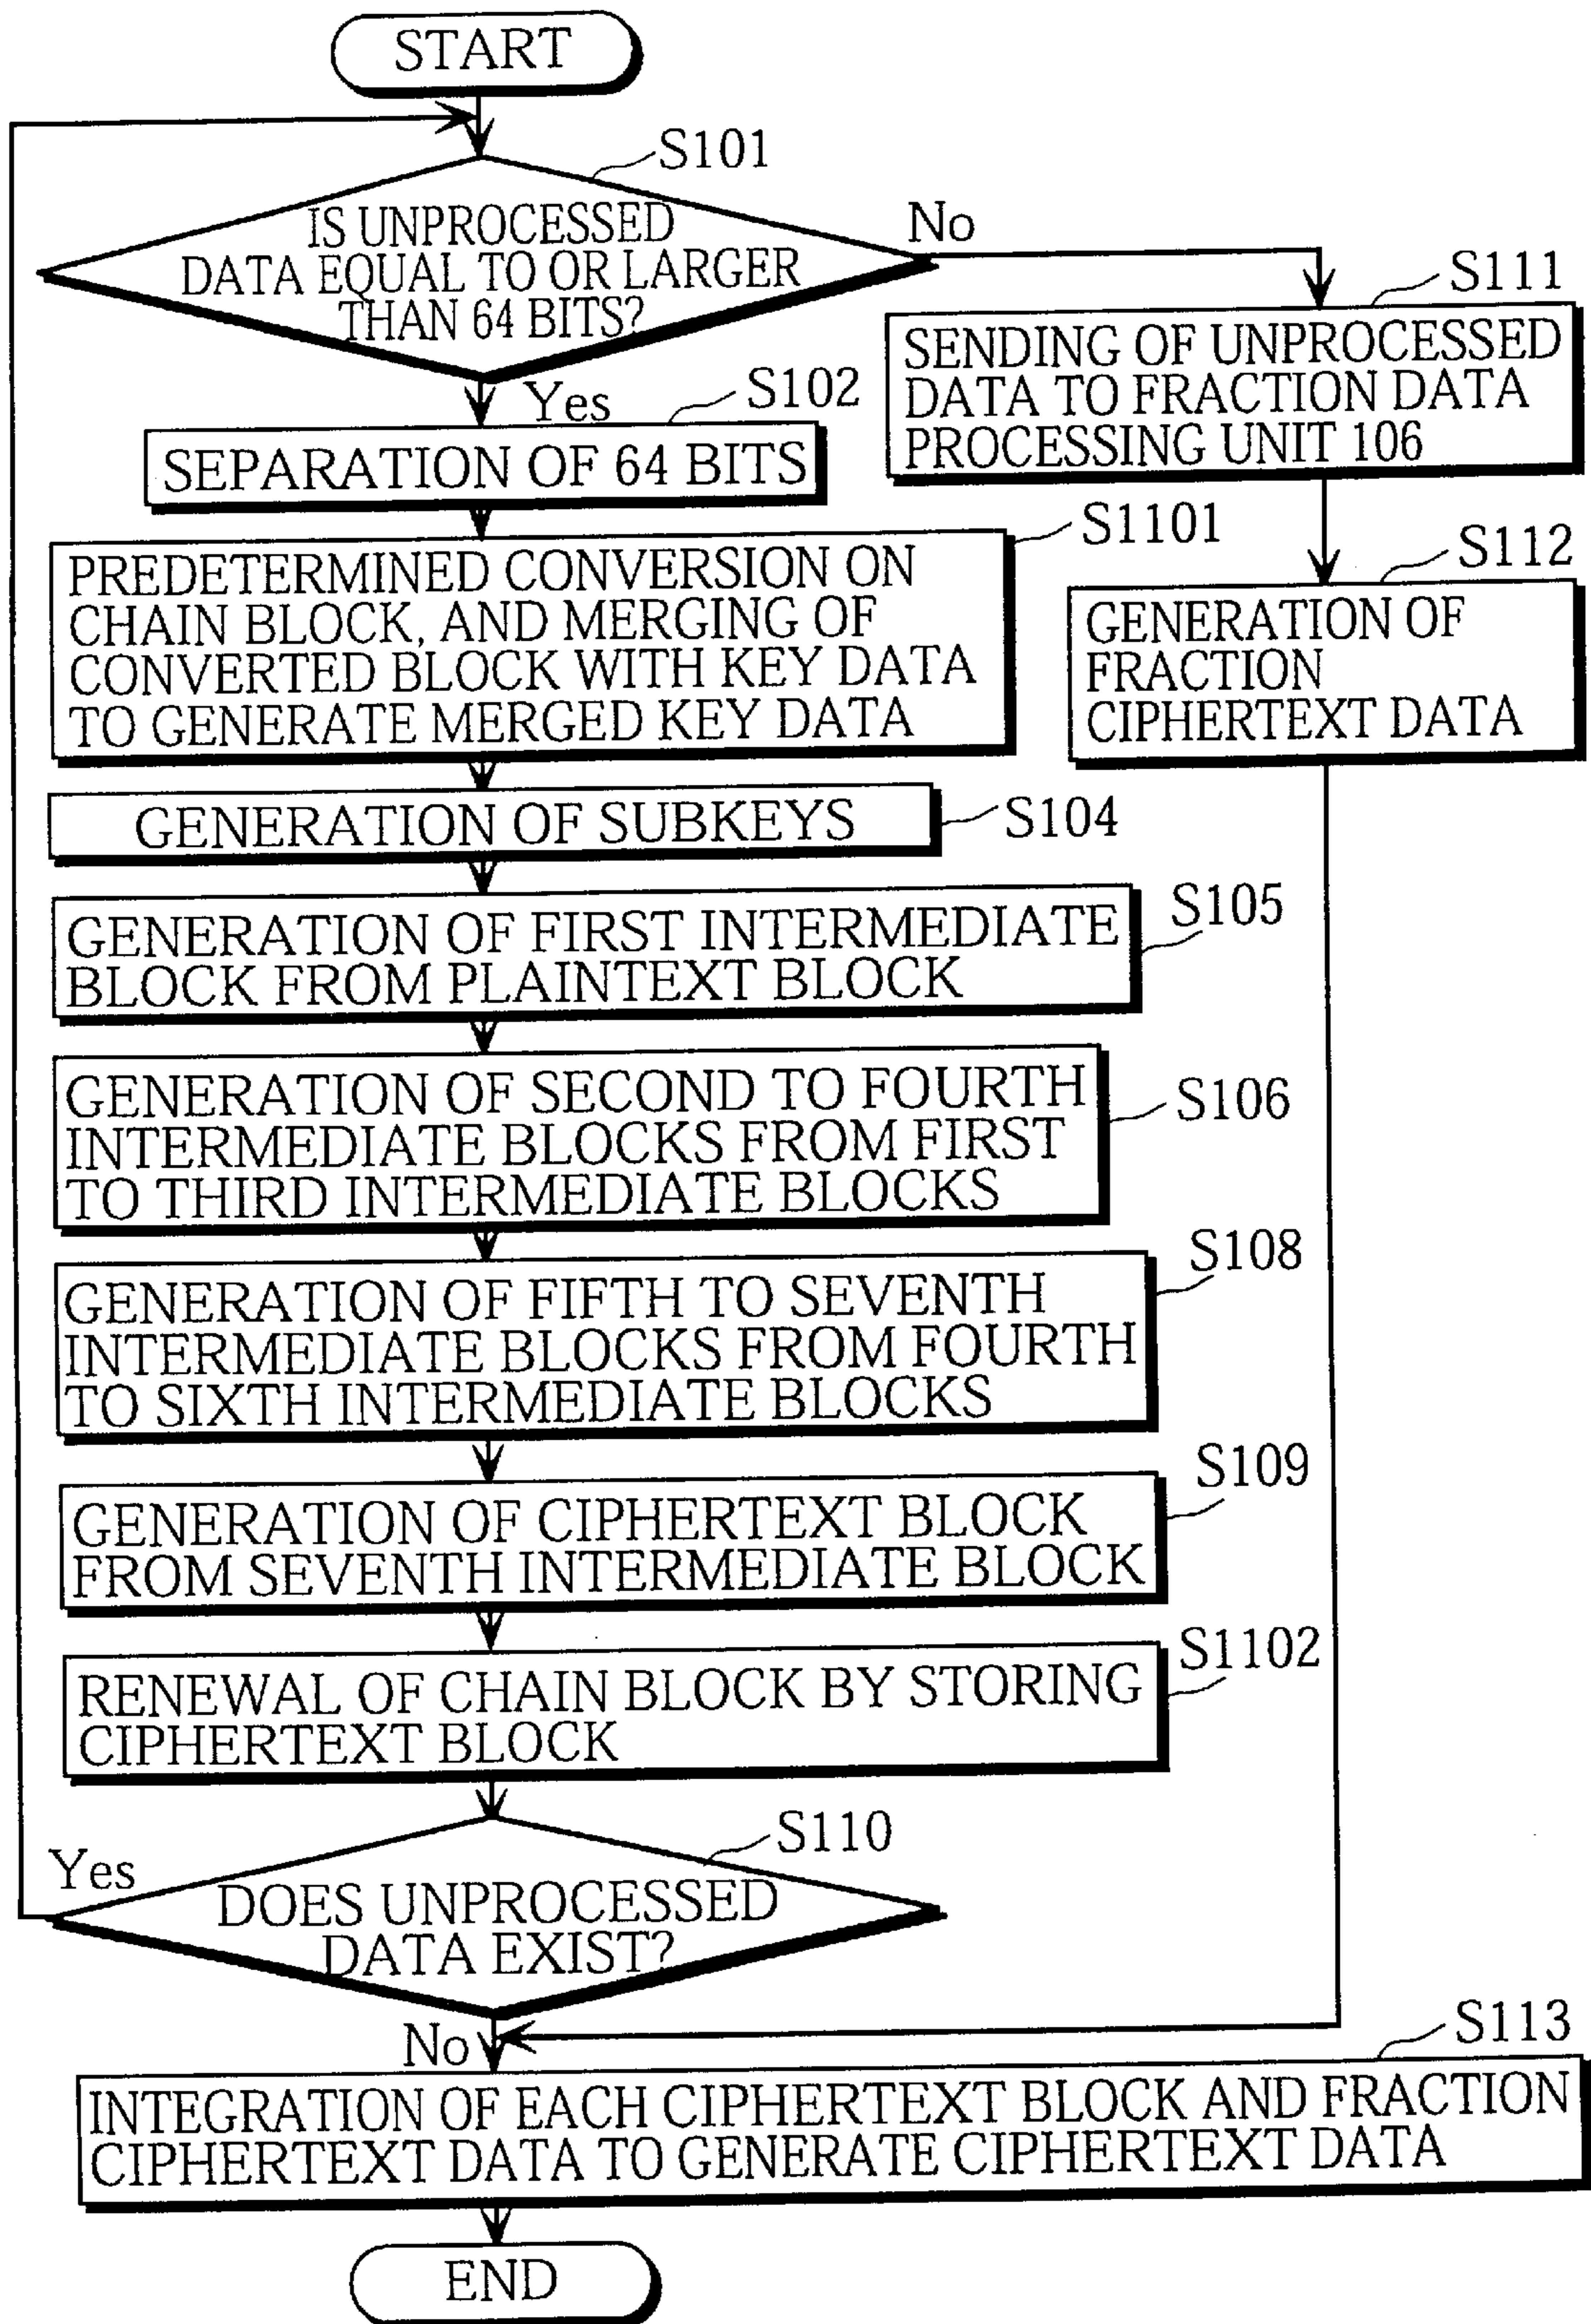 START
S101
IS UNPROCESSED
DATA EQUAL TO OR LARGER
THAN 64 BITS?
No
Yes
S111
SENDING OF UNPROCESSED
DATA TO FRACTION DATA
PROCESSING UNIT 106
S102
SEPARATION OF 64 BITS
S1101
PREDETERMINED CONVERSION ON
CHAIN BLOCK, AND MERGING OF
CONVERTED BLOCK WITH KEY DATA
TO GENERATE MERGED KEY DATA
S112
GENERATION OF
FRACTION
CIPHERTEXT DATA
GENERATION OF SUBKEYS
S104
S105
GENERATION OF FIRST INTERMEDIATE
BLOCK FROM PLAINTEXT BLOCK
GENERATION OF SECOND TO FOURTH
INTERMEDIATE BLOCKS FROM FIRST
TO THIRD INTERMEDIATE BLOCKS
S106
S108
GENERATION OF FIFTH TO SEVENTH
INTERMEDIATE BLOCKS FROM FOURTH
TO SIXTH INTERMEDIATE BLOCKS
S109
GENERATION OF CIPHERTEXT BLOCK
FROM SEVENTH INTERMEDIATE BLOCK
S1102
RENEWAL OF CHAIN BLOCK BY STORING
CIPHERTEXT BLOCK
S110
Yes
DOES UNPROCESSED
DATA EXIST?
No
S113
INTEGRATION OF EACH CIPHERTEXT BLOCK AND FRACTION
CIPHERTEXT DATA TO GENERATE CIPHERTEXT DATA
END